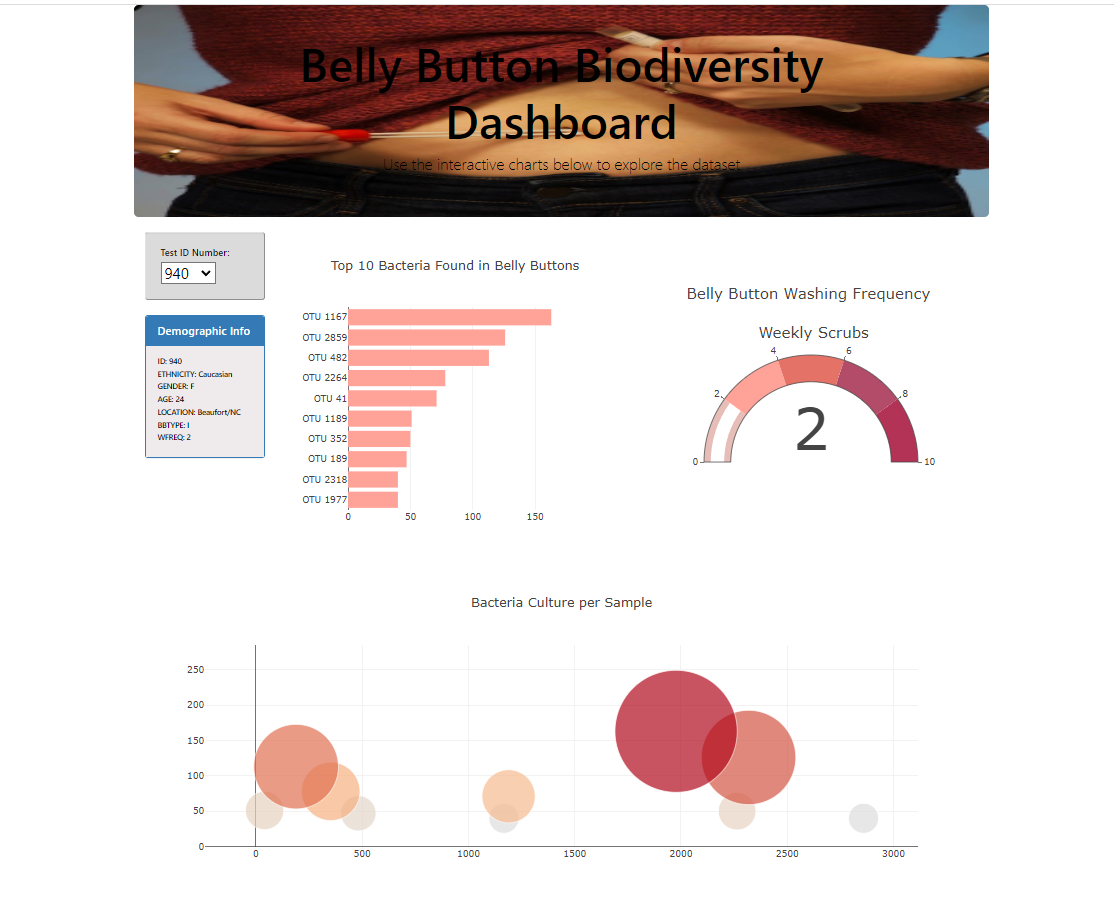 Belly Button Biodiversity
Dashboard
Use the interactive charts below to explore the dataset
Test ID Number:
940
Demographic Info
ID: 940
ETHNICITY: Caucasian
GENDER: F
AGE: 24
LOCATION: Beaufort/NC
BBTYPE: I
WFREQ: 2
Top 10 Bacteria Found in Belly Buttons
OTU 1167
OTU 2859
OTU 482
OTU 2264
OTU 41
OTU 1189
OTU 352
OTU 189
OTU 2318
OTU 1977
0 50 100 150
Belly Button Washing Frequency
Weekly Scrubs
4 6
2 8
2
0 10
Bacteria Culture per Sample
250
200
150
100
50
0
0 500 1000 1500 2000 2500 3000